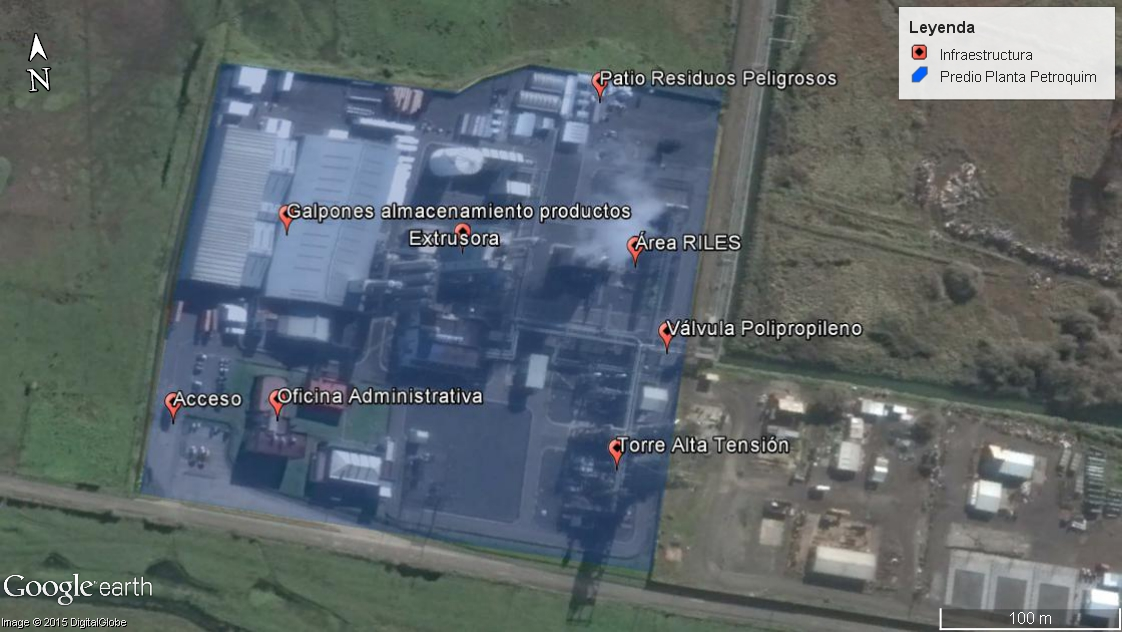 Leyenda
Infraestructura
Predio Planta Petroquim
N
Patio Residuos Peligrosos
Galpones almacenamiento productos
Extrusora
Área RILES
Válvula Polipropileno
Acceso
Oficina Administrativa
Torre Alta Tensión
Google earth
100 m
Image © 2015 DigitalGlobe